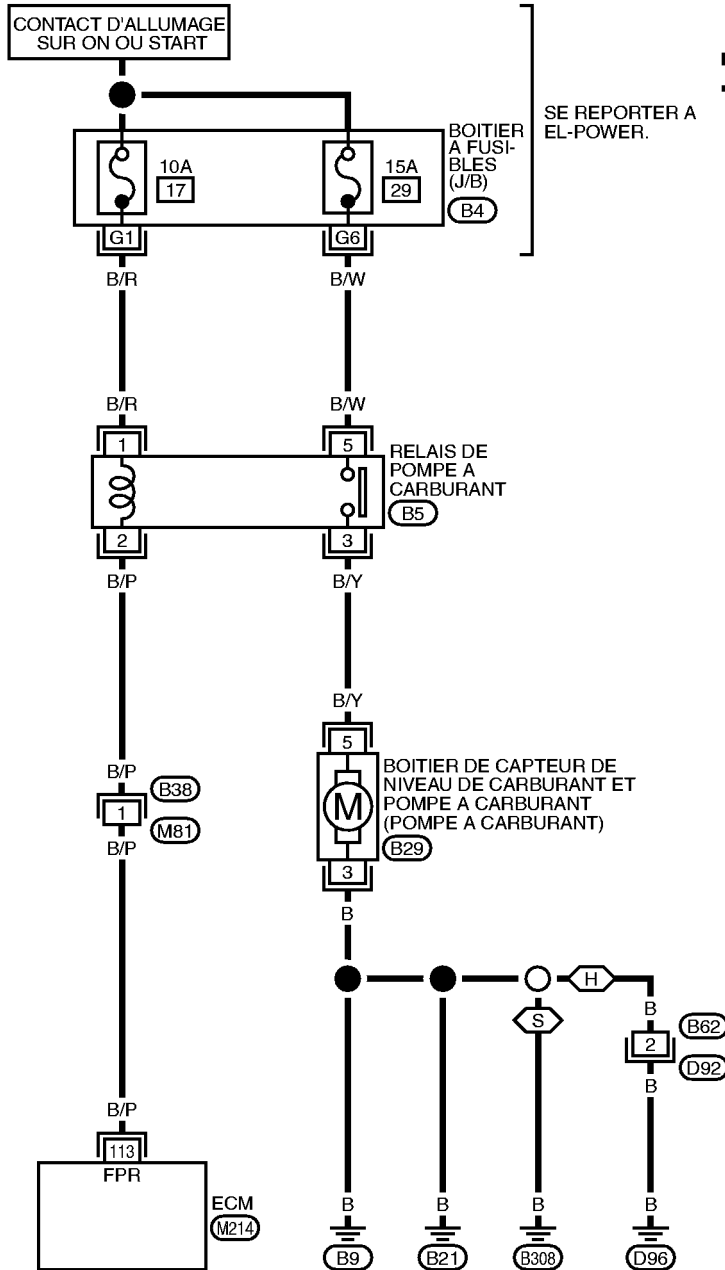 CONTACT D'ALLUMAGE
SUR ON OU START
SE REPORTER A
EL-POWER.
BOITIER
A FUSI-
BLES
(J/B)
B4
10A
17
15A
29
G1
G6
B/R
B/W
B/R
B/W
1
5
RELAIS DE
POMPE A
CARBURANT
B5
2
3
B/P
B/Y
B/Y
5
BOITIER DE CAPTEUR DE
NIVEAU DE CARBURANT ET
POMPE A CARBURANT
(POMPE A CARBURANT)
B29
M
3
B
B/P
B38
1
M81
B/P
H
S
B
B62
2
D92
B
B/P
113
FPR
ECM
M214
B
B
B
B
B9
B21
B308
D96